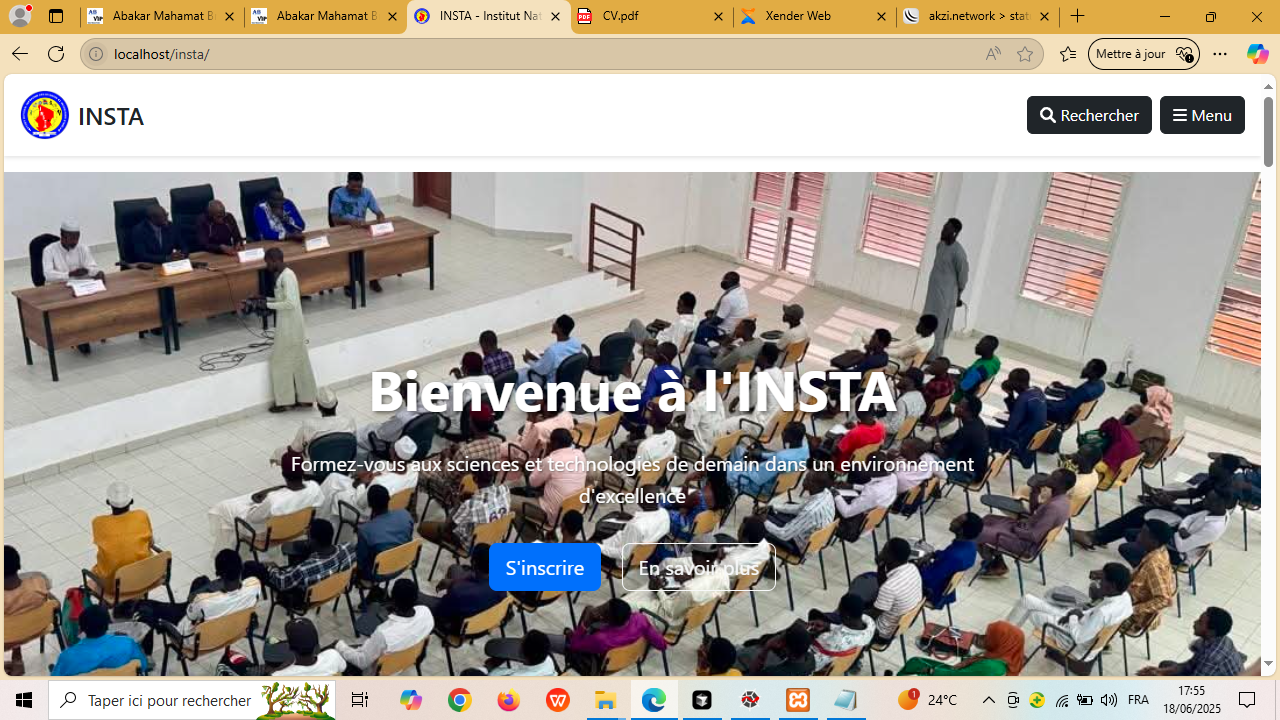 Abakar Mahamat B
Abakar Mahamat B
INSTA - Institut Nat
CV.pdf
Xender Web
akzi.network > stat
localhost/insta/
Mettre à jour
INSTA
Rechercher
Menu
Bienvenue à l'INSTA
Formez-vous aux sciences et technologies de demain dans un environnement
d'excellence
S'inscrire
En savoir plus
Taper ici pour rechercher
1
24°C
FRA
17:55
18/06/2025